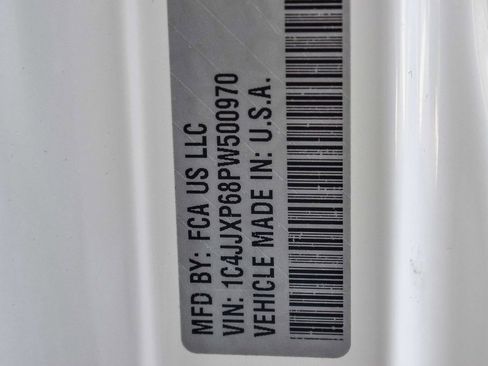 MFD BY: FCA US LLC
VIN: 1C4JJXP68PW500970
VEHICLE MADE IN: U.S.A.